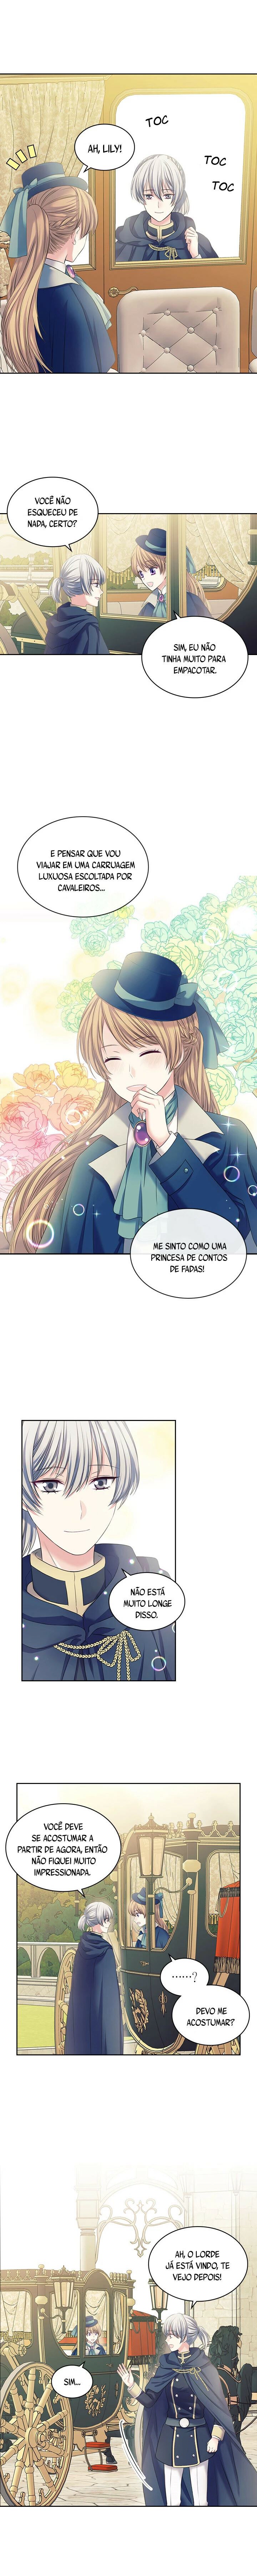 TOC
AH, LILY!
TOC
TOC
VOCÊ NÃO
ESQUECEU DE
NADA, CERTO?
SIM, EU NÃO
TINHA MUITO PARA
EMPACOTAR.
E PENSAR QUE VOU
VIAJAR EM UMA CARRUAGEM
LUXUOSA ESCOLTADA POR
CAVALEIROS...
ME SINTO COMO UMA
PRINCESA DE CONTOS
DE FADAS!
NÃO ESTÁ
MUITO LONGE
DISSO.
VOCÊ DEVE
SE ACOSTUMAR A
PARTIR DE AGORA, ENTÃO
NÃO FIQUEI MUITO
IMPRESSIONADA.
......?
DEVO ME
ACOSTUMAR?
AH, O LORDE
JÁ ESTÁ VINDO, TE
VEJO DEPOIS!
SIM...